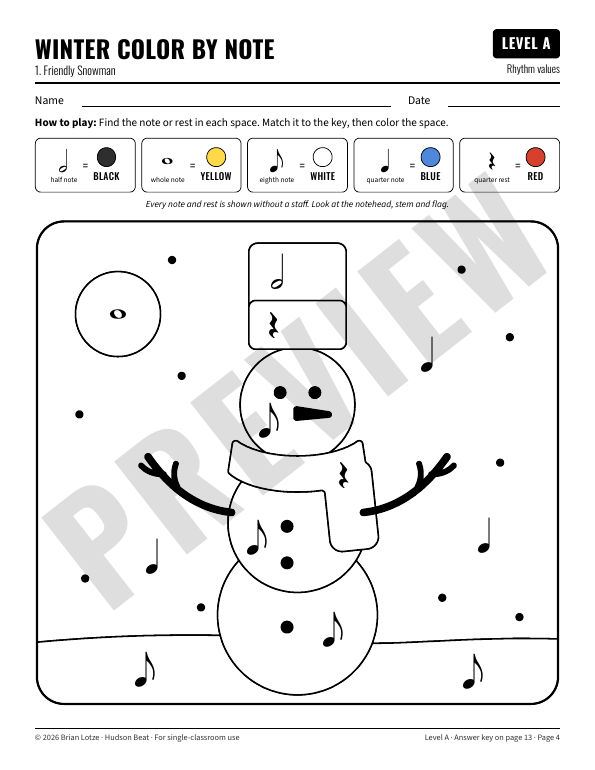 WINTER COLOR BY NOTE
LEVEL A
1. Friendly Snowman
Rhythm values
Name
Date
How to play: Find the note or rest in each space. Match it to the key, then color the space.
half note = BLACK
whole note = YELLOW
eighth note = WHITE
quarter note = BLUE
quarter rest = RED
Every note and rest is shown without a staff. Look at the notehead, stem and flag.
PREVIEW
© 2026 Brian Lotze · Hudson Beat · For single-classroom use
Level A · Answer key on page 13 · Page 4